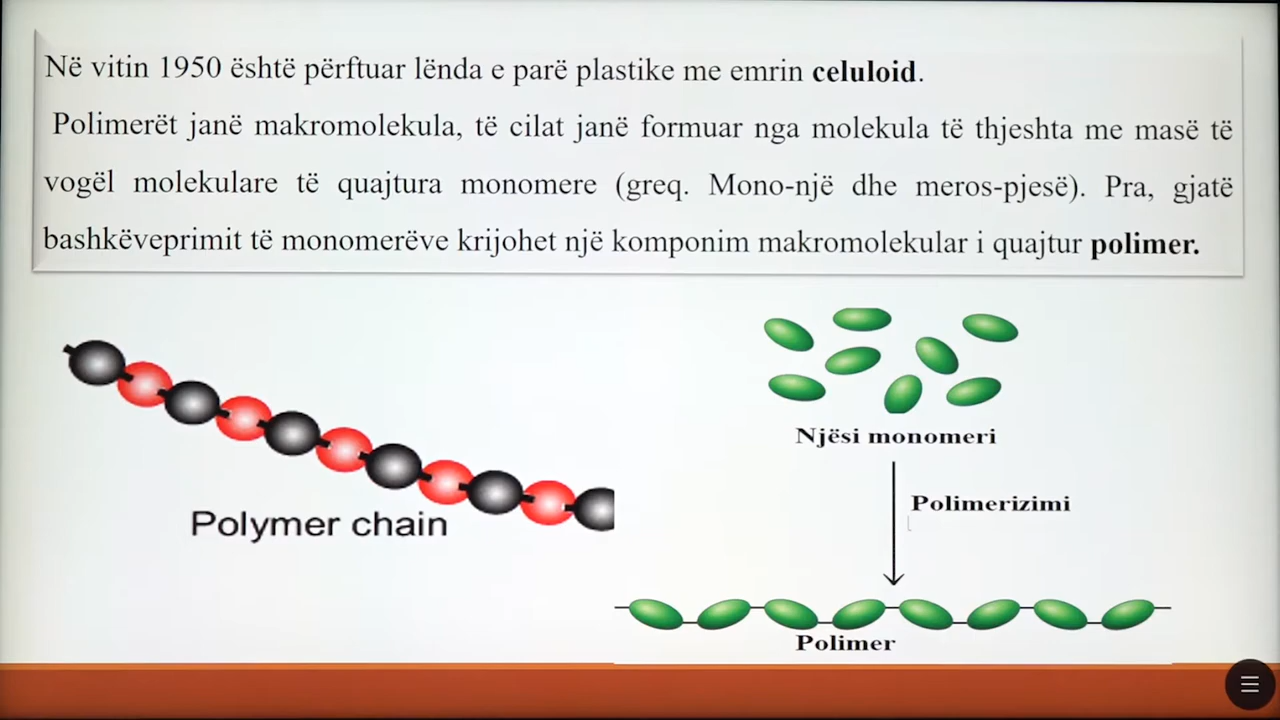 Në vitin 1950 është përftuar lënda e parë plastike me emrin celuloid.
Polimerët janë makromolekula, të cilat janë formuar nga molekula të thjeshta me masë të
vogël molekulare të quajtura monomere (greq. Mono-një dhe meros-pjesë). Pra, gjatë
bashkëveprimit të monomerëve krijohet një komponim makromolekular i quajtur polimer.
Polymer chain
Njësi monomeri
Polimerizimi
Polimer